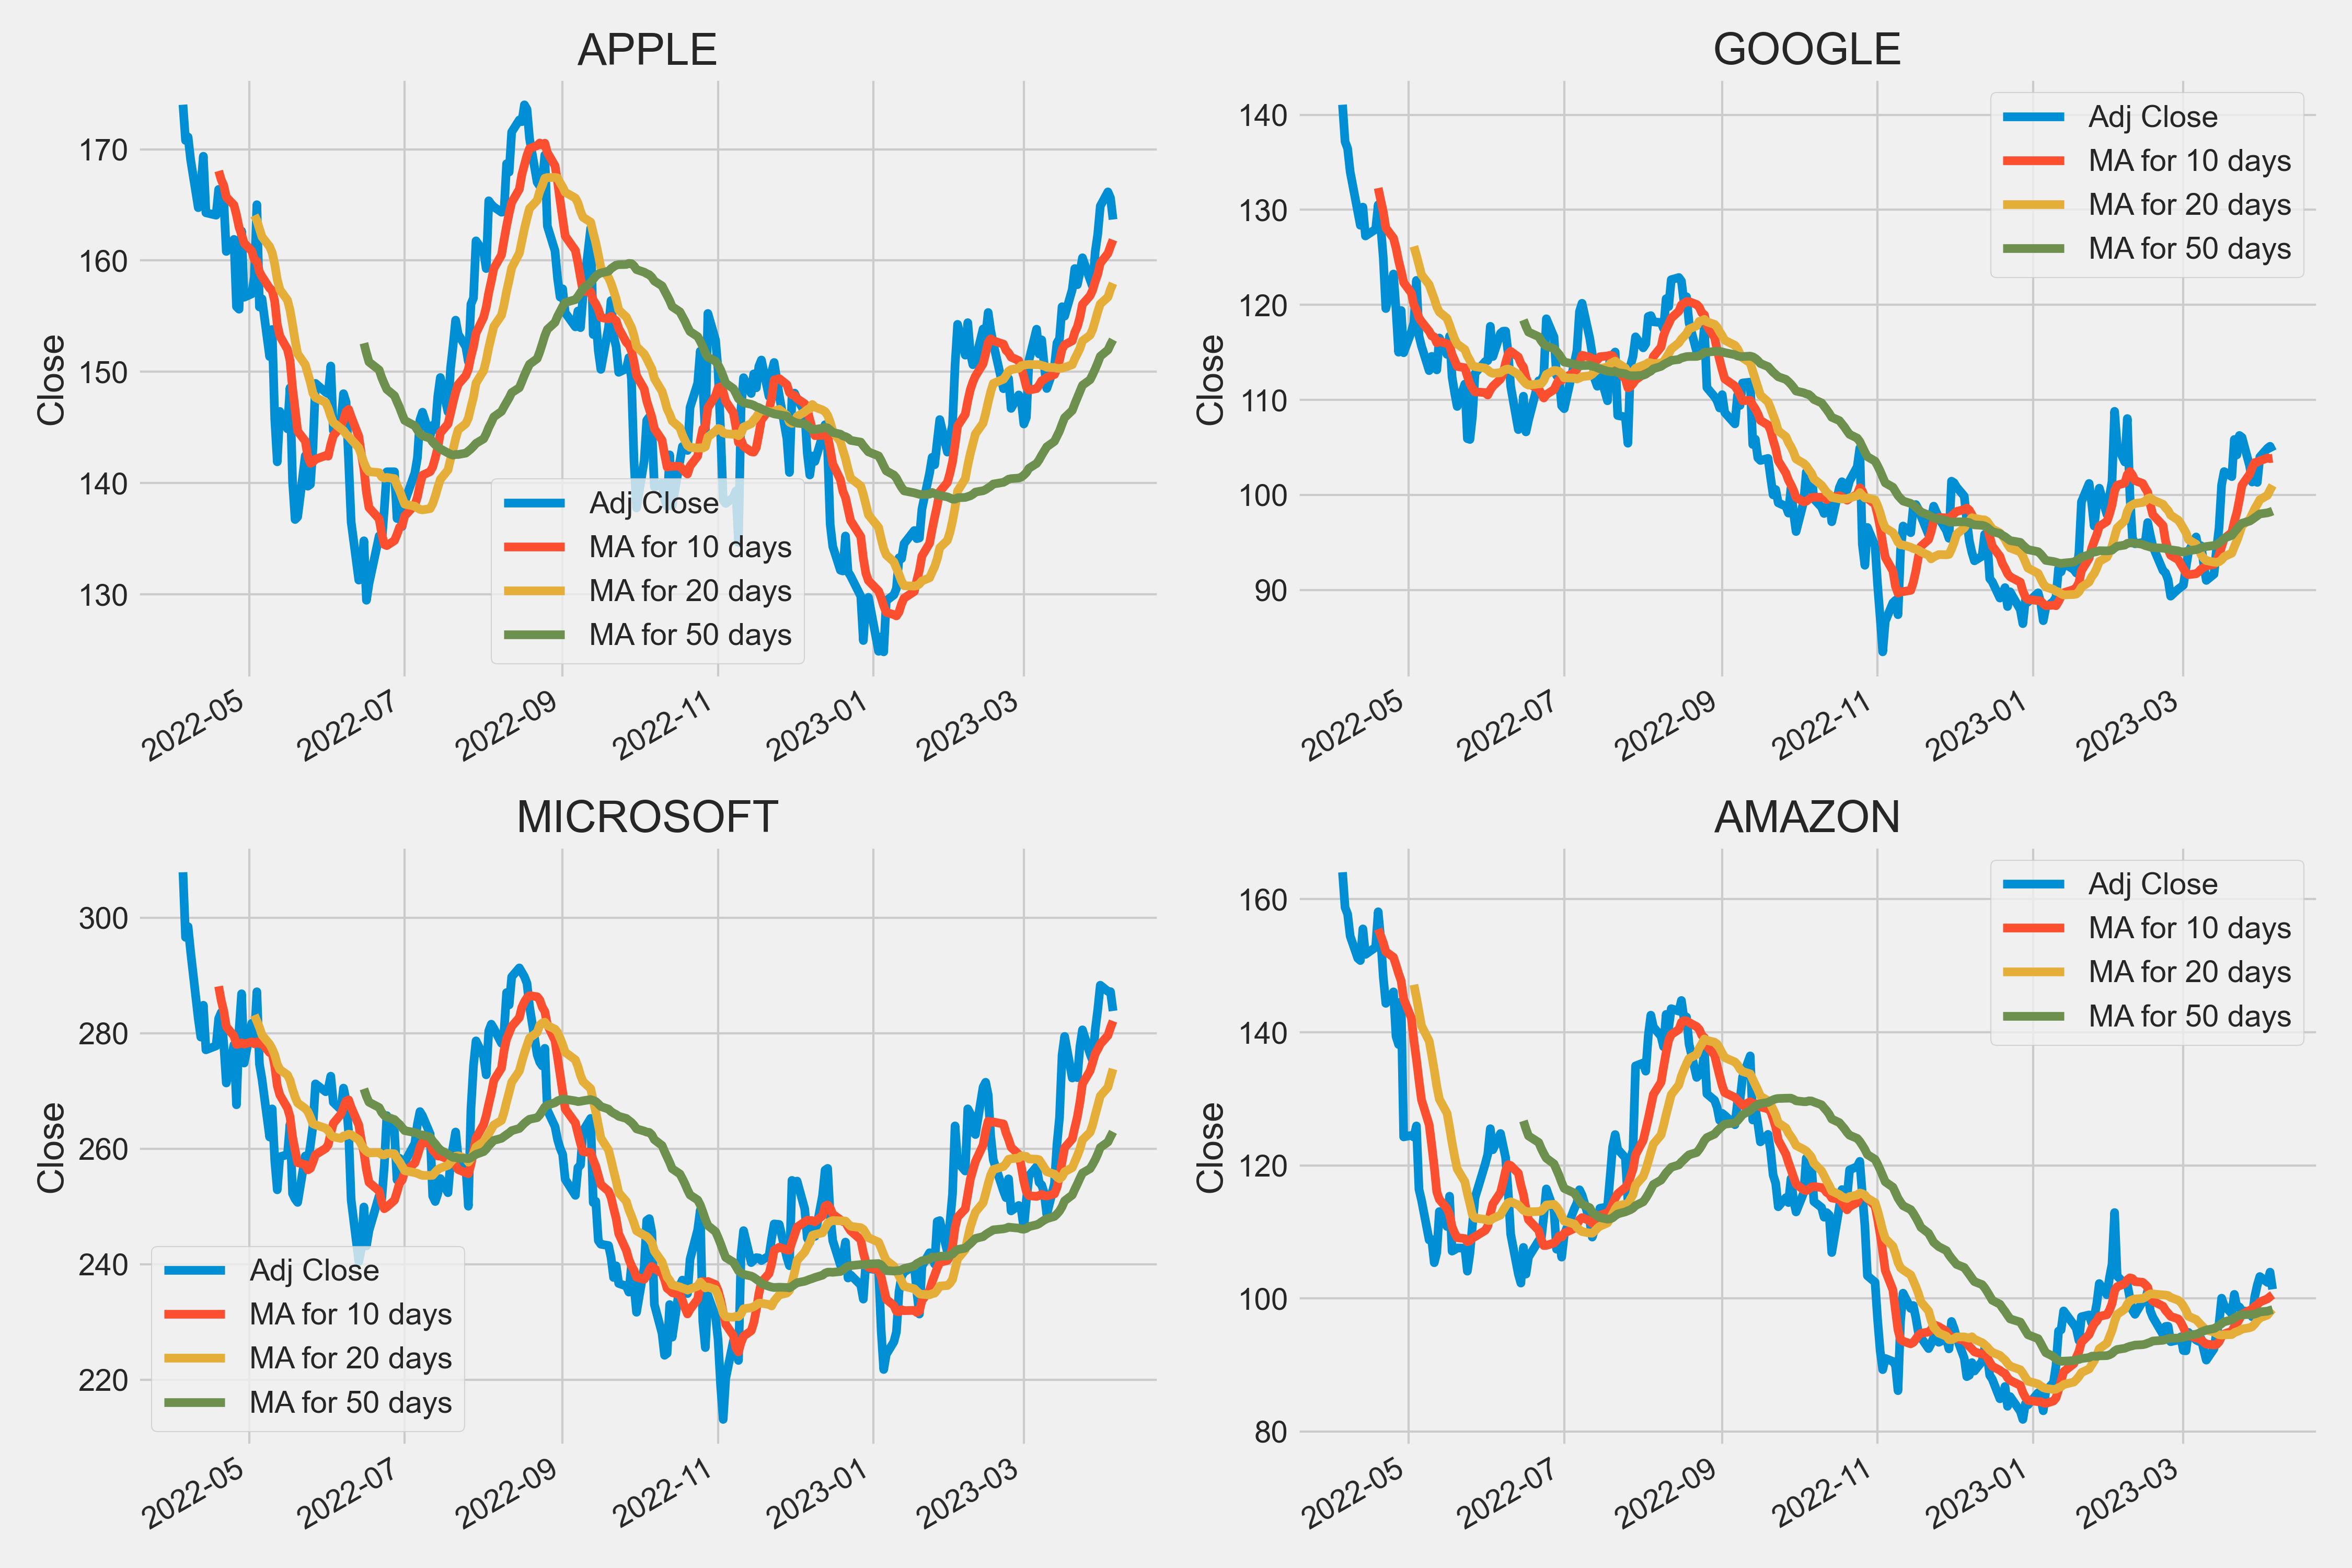 APPLE
Close
170
160
150
140
130
Adj Close
MA for 10 days
MA for 20 days
MA for 50 days
2022-05
2022-07
2022-09
2022-11
2023-01
2023-03
GOOGLE
Close
140
130
120
110
100
90
Adj Close
MA for 10 days
MA for 20 days
MA for 50 days
2022-05
2022-07
2022-09
2022-11
2023-01
2023-03
MICROSOFT
Close
300
280
260
240
220
Adj Close
MA for 10 days
MA for 20 days
MA for 50 days
2022-05
2022-07
2022-09
2022-11
2023-01
2023-03
AMAZON
Close
160
140
120
100
80
Adj Close
MA for 10 days
MA for 20 days
MA for 50 days
2022-05
2022-07
2022-09
2022-11
2023-01
2023-03